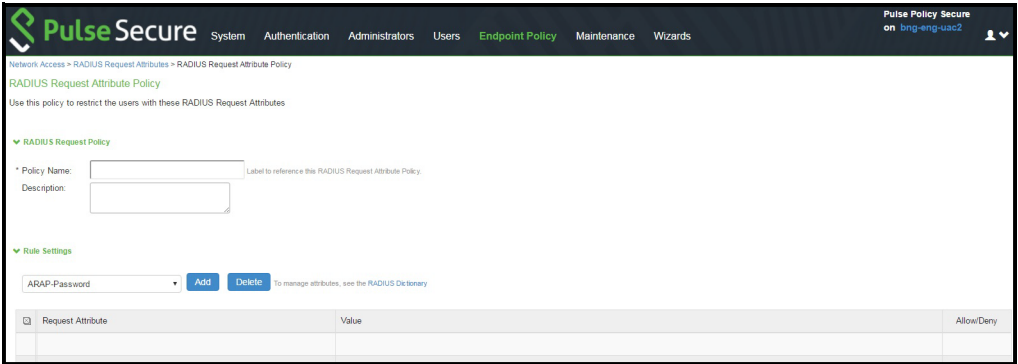 Pulse Secure System Authentication Administrators Users Endpoint Policy Maintenance Wizards
Pulse Policy Secure
on bng-eng-uac2
Network Access > RADIUS Request Attributes > RADIUS Request Attribute Policy
RADIUS Request Attribute Policy
Use this policy to restrict the users with these RADIUS Request Attributes
RADIUS Request Policy
* Policy Name: Label to reference this RADIUS Request Attribute Policy.
Description:
Rule Settings
ARAP-Password Add Delete To manage attributes, see the RADIUS Dictionary
Request Attribute Value Allow/Deny